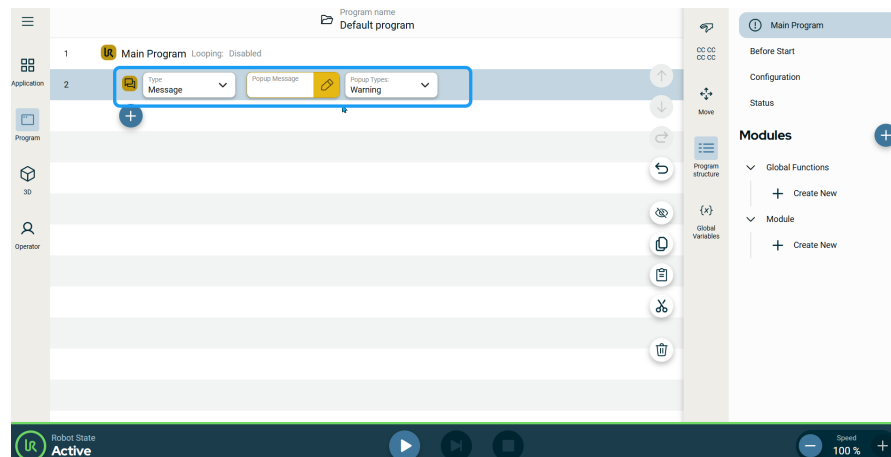 Program name
Default program
Application
Program
3D
Operator
1
UR
Main Program Looping: Disabled
2
Type
Message
Popup Message
Popup Types:
Warning
CC CC
CC CC
Move
Program
structure
{x}
Global
Variables
Main Program
Before Start
Configuration
Status
Modules
Global Functions
Create New
Module
Create New
UR
Robot State
Active
Speed
100 %